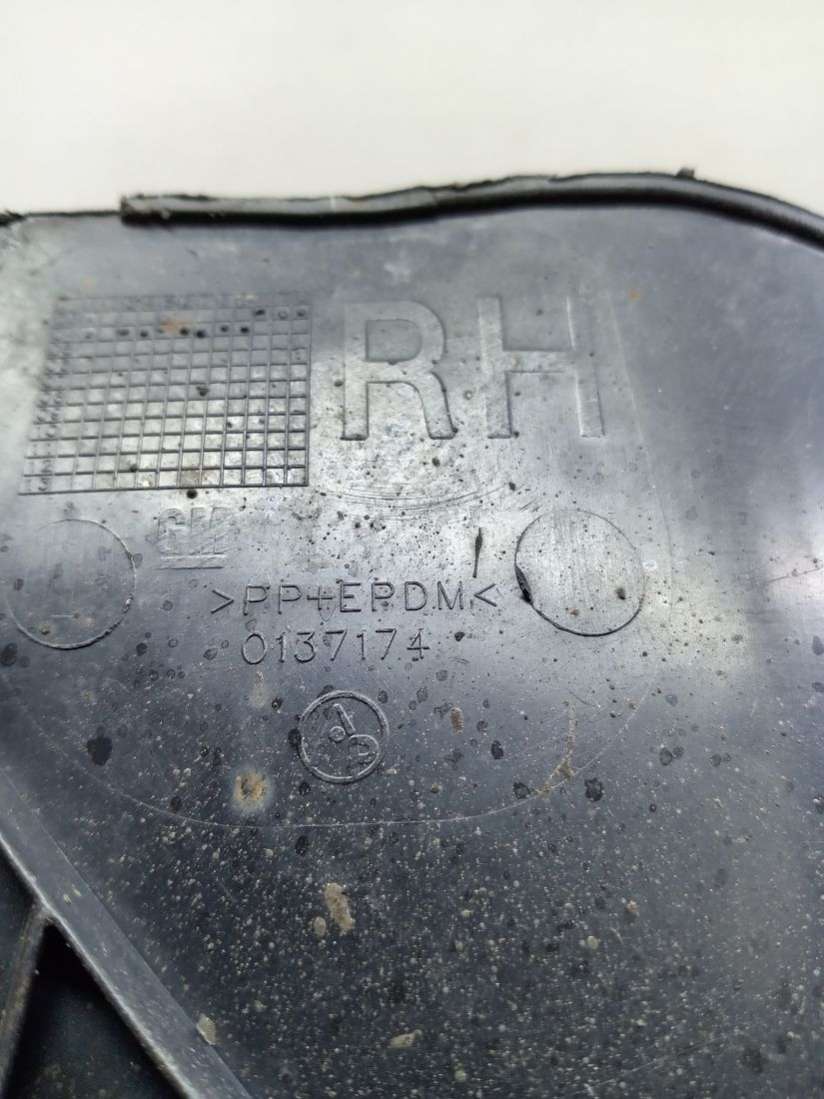 RH
GM
>PP+EPDM<
0137174